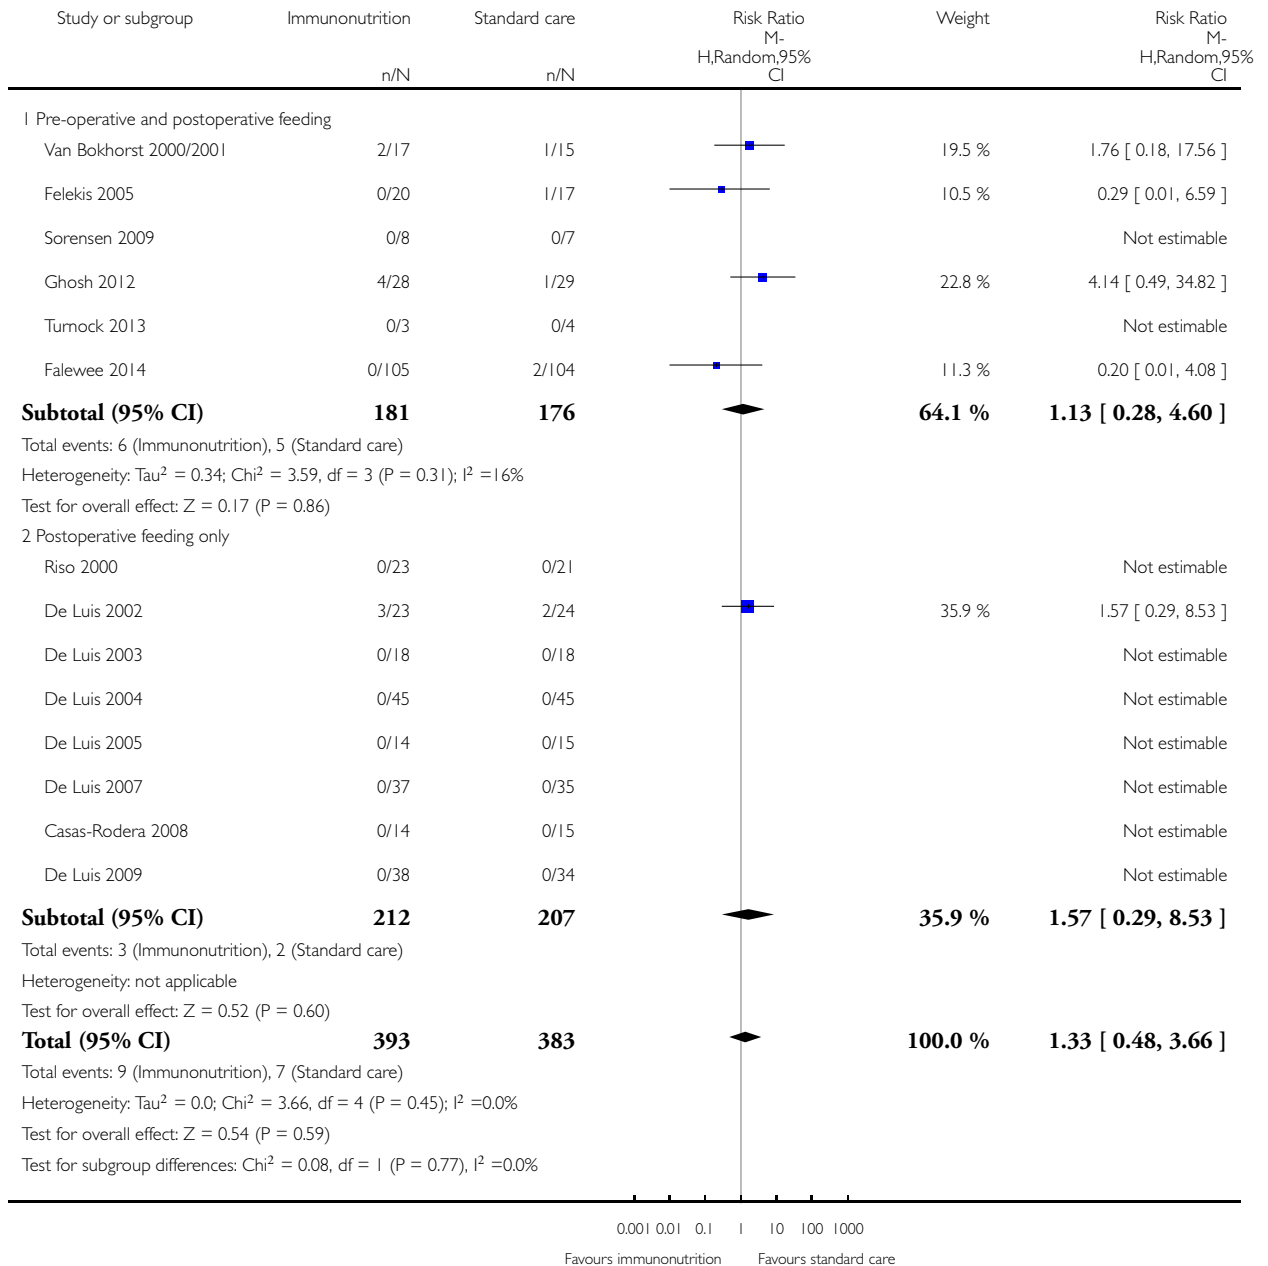 Study or subgroup Immunonutrition Standard care Risk Ratio Weight Risk Ratio
M- M-
H,Random,95% H,Random,95%
n/N n/N CI CI
1 Pre-operative and postoperative feeding
Van Bokhorst 2000/2001 2/17 1/15 19.5 % 1.76 [ 0.18, 17.56 ]
Felekis 2005 0/20 1/17 10.5 % 0.29 [ 0.01, 6.59 ]
Sorensen 2009 0/8 0/7 Not estimable
Ghosh 2012 4/28 1/29 22.8 % 4.14 [ 0.49, 34.82 ]
Turnock 2013 0/3 0/4 Not estimable
Falewee 2014 0/105 2/104 11.3 % 0.20 [ 0.01, 4.08 ]
Subtotal (95% CI) 181 176 64.1 % 1.13 [ 0.28, 4.60 ]
Total events: 6 (Immunonutrition), 5 (Standard care)
Heterogeneity: Tau² = 0.34; Chi² = 3.59, df = 3 (P = 0.31); I² =16%
Test for overall effect: Z = 0.17 (P = 0.86)
2 Postoperative feeding only
Riso 2000 0/23 0/21 Not estimable
De Luis 2002 3/23 2/24 35.9 % 1.57 [ 0.29, 8.53 ]
De Luis 2003 0/18 0/18 Not estimable
De Luis 2004 0/45 0/45 Not estimable
De Luis 2005 0/14 0/15 Not estimable
De Luis 2007 0/37 0/35 Not estimable
Casas-Rodera 2008 0/14 0/15 Not estimable
De Luis 2009 0/38 0/34 Not estimable
Subtotal (95% CI) 212 207 35.9 % 1.57 [ 0.29, 8.53 ]
Total events: 3 (Immunonutrition), 2 (Standard care)
Heterogeneity: not applicable
Test for overall effect: Z = 0.52 (P = 0.60)
Total (95% CI) 393 383 100.0 % 1.33 [ 0.48, 3.66 ]
Total events: 9 (Immunonutrition), 7 (Standard care)
Heterogeneity: Tau² = 0.0; Chi² = 3.66, df = 4 (P = 0.45); I² =0.0%
Test for overall effect: Z = 0.54 (P = 0.59)
Test for subgroup differences: Chi² = 0.08, df = 1 (P = 0.77), I² =0.0%
0.001 0.01 0.1 1 10 100 1000
Favours immunonutrition Favours standard care